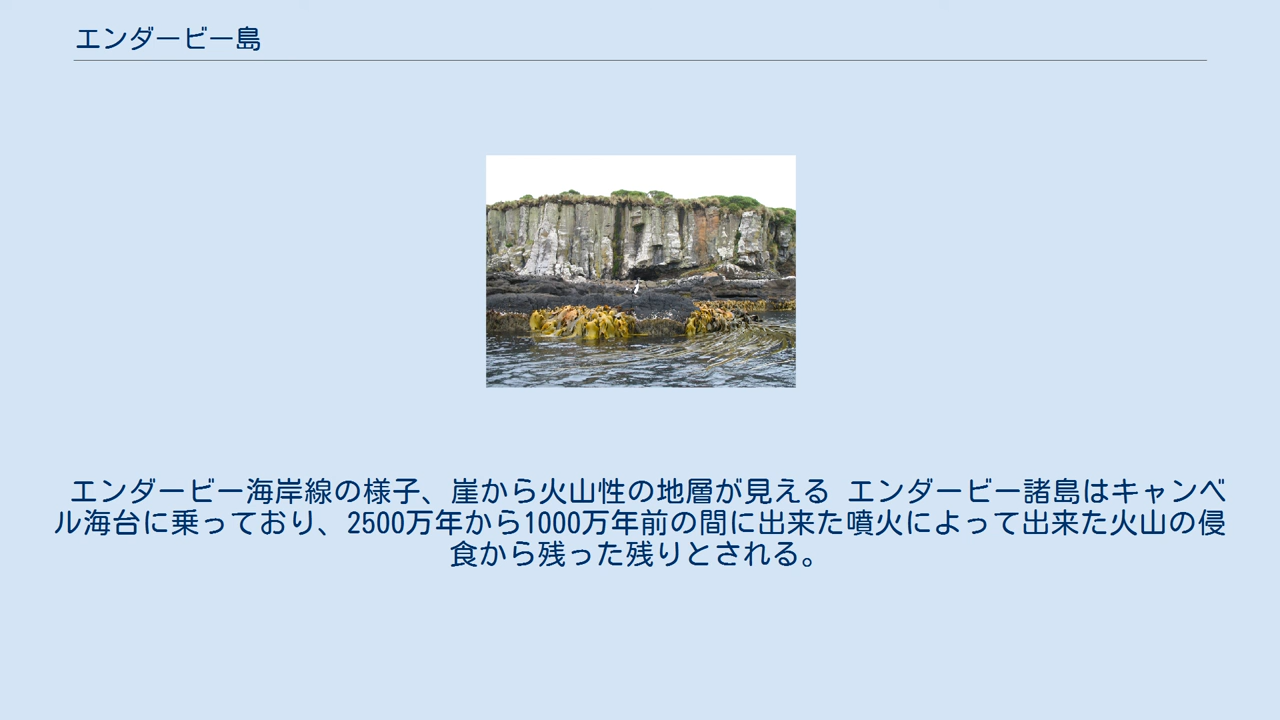 エンダービー島
エンダービー海岸線の様子、崖から火山性の地層が見える エンダービー諸島はキャンベ
ル海台に乗っており、2500万年から1000万年前の間に出来た噴火によって出来た火山の侵
食から残った残りとされる。